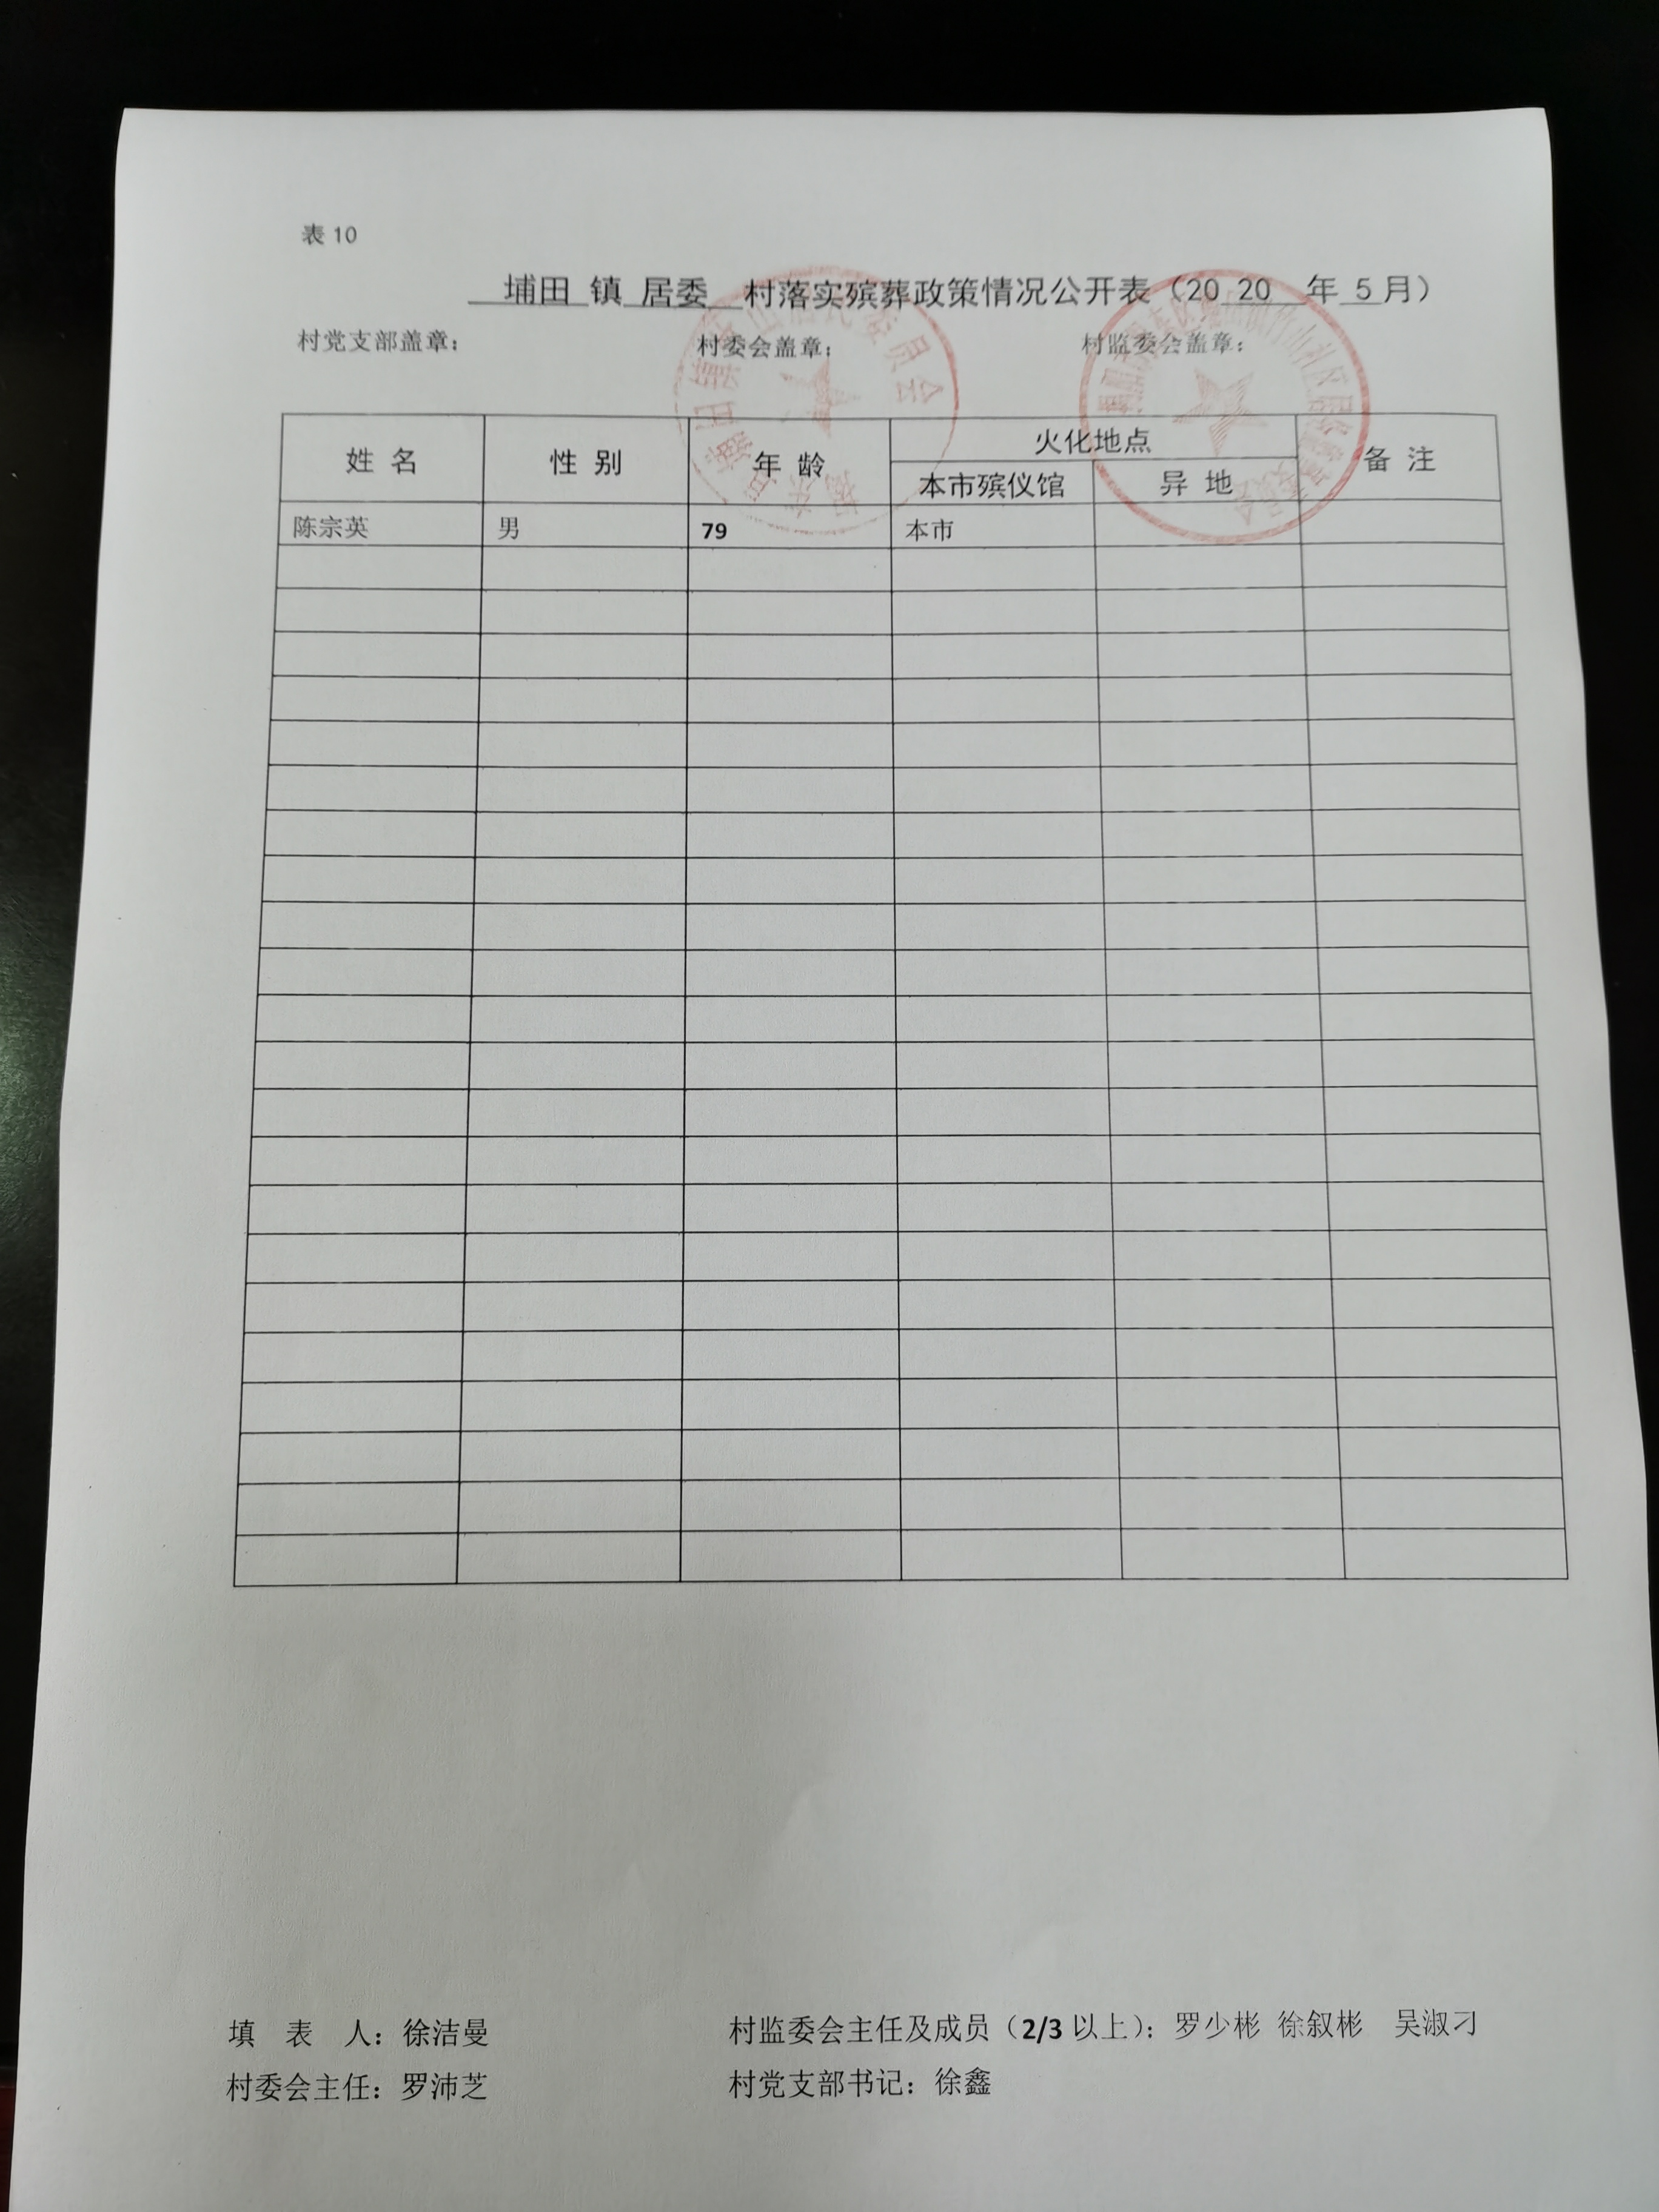 表 10
埔田 镇 居委 村落实殡葬政策情况公开表（20 20 年 5 月）
村党支部盖章： 村委会盖章： 村监委会盖章：
姓 名 性 别 年 龄 火化地点 备 注
本市殡仪馆 异 地
陈宗英 男 79 本市
填 表 人：徐洁曼 村监委会主任及成员（2/3 以上）：罗少彬 徐叙彬 吴淑刁
村委会主任：罗沛芝 村党支部书记：徐鑫